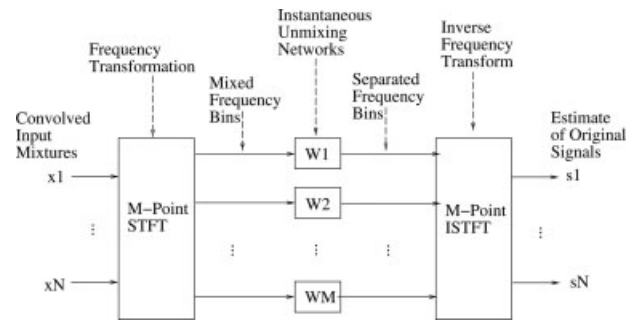 Instantaneous
Unmixing
Networks
Inverse
Frequency
Transform
Frequency
Transformation
Mixed
Frequency
Bins
Separated
Frequency
Bins
Convolved
Input
Mixtures
Estimate
of Original
Signals
x1
W1
s1
M-Point
STFT
W2
M-Point
ISTFT
xN
WM
sN